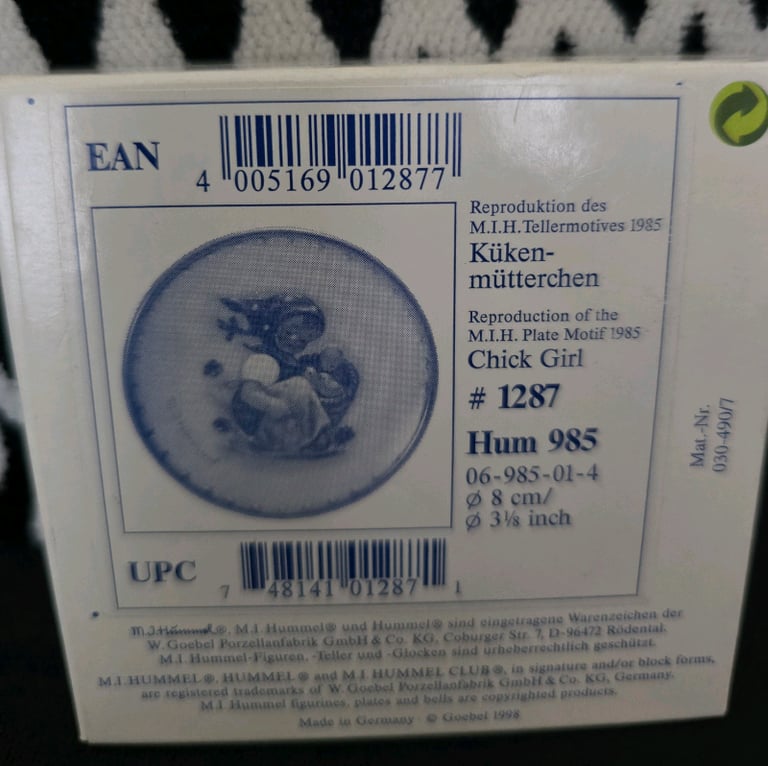 EAN
4 005169 012877
Reproduktion des
M.I.H. Tellermotives 1985
Küken-
mütterchen
Reproduction of the
M.I.H. Plate Motif 1985
Chick Girl
# 1287
Hum 985
06-985-01-4
Ø 8 cm/
Ø 3⅛ inch
Mat.-Nr.
030-490/7
UPC
7 48141 01287 1
M.J.Hummel®, M.I. Hummel® und Hummel® sind eingetragene Warenzeichen der
W. Goebel Porzellanfabrik GmbH & Co. KG, Coburger Str. 7, D-96472 Rödental.
M.I. Hummel-Figuren, -Teller und -Glocken sind urheberrechtlich geschützt.
M.I. HUMMEL®, HUMMEL® and M.I. HUMMEL CLUB®, in signature and/or block forms,
are registered trademarks of W. Goebel Porzellanfabrik GmbH & Co. KG, Germany.
M.I. Hummel figurines, plates and bells are copyrighted products.
Made in Germany · © Goebel 1998